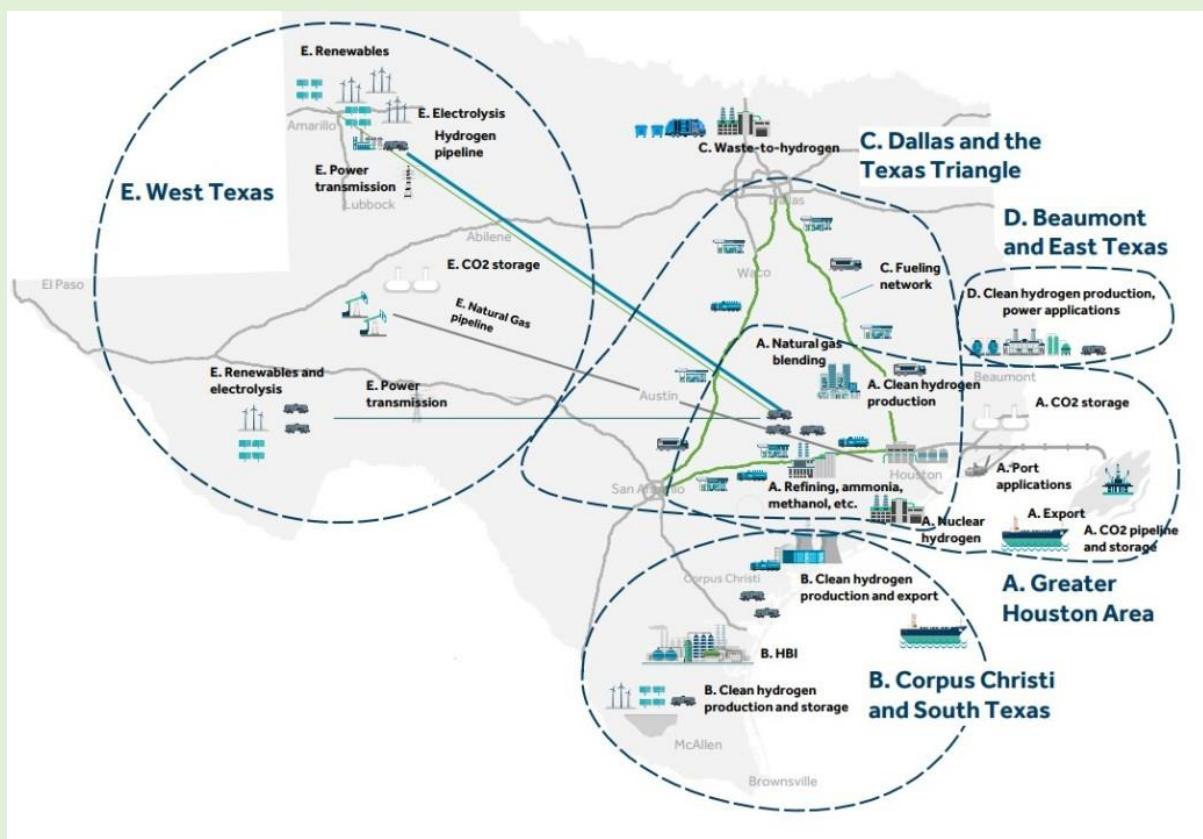 E. Renewables
E. Electrolysis
Amarillo
Hydrogen
pipeline
C. Waste-to-hydrogen
C. Dallas and the
Texas Triangle
E. Power
transmission
E. West Texas
Lubbock
Dallas
D. Beaumont
and East Texas
Abilene
E. CO2 storage
Waco
C. Fueling
network
El Paso
D. Clean hydrogen production,
power applications
E. Natural Gas
pipeline
A. Natural gas
blending
E. Renewables and
electrolysis
E. Power
transmission
Austin
A. Clean hydrogen
production
Beaumont
A. CO2 storage
Houston
A. Port
applications
San Antonio
A. Refining, ammonia,
methanol, etc.
A. Nuclear
hydrogen
A. Export
A. CO2 pipeline
and storage
Corpus Christi
B. Clean hydrogen
production and export
A. Greater
Houston Area
B. HBI
B. Corpus Christi
and South Texas
B. Clean hydrogen
production and storage
McAllen
Brownsville